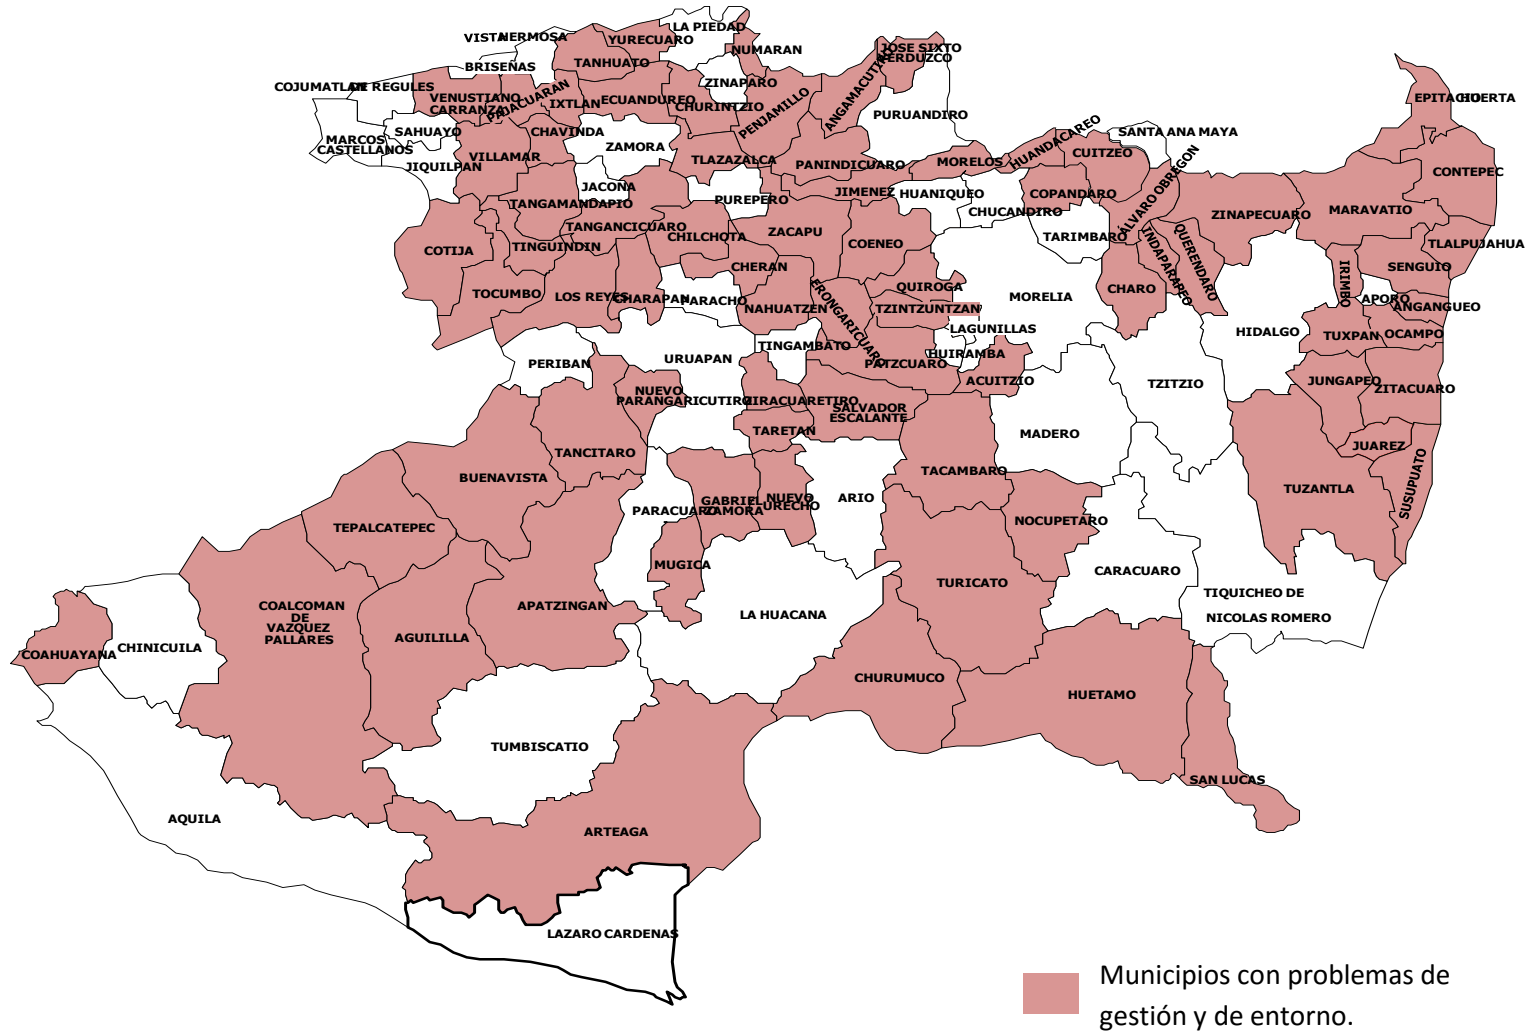 LA PIEDAD
VISTA HERMOSA
YURECUARO
NUMARAN
JOSE SIXTO
VERDUZCO
BRISEÑAS
TANHUATO
COJUMATLAN DE REGULES
ZINAPARO
ANGAMACUTIRO
VENUSTIANO
CARRANZA
PAJACUARAN
IXTLAN
ECUANDUREO
CHURINTZIO
PENJAMILLO
PURUANDIRO
EPITACIO HUERTA
MARCOS
CASTELLANOS
SAHUAYO
CHAVINDA
ZAMORA
HUANDACAREO
SANTA ANA MAYA
JIQUILPAN
VILLAMAR
TLAZAZALCA
PANINDICUARO
MORELOS
CUITZEO
CONTEPEC
JACONA
PUREPERO
JIMENEZ
HUANIQUEO
COPANDARO
ÁLVARO OBREGON
TANGAMANDAPIO
CHUCANDIRO
ZINAPECUARO
MARAVATIO
TANGANCICUARO
CHILCHOTA
ZACAPU
COENEO
TARIMBARO
INDAPARAPEO
QUERENDARO
TLALPUJAHUA
COTIJA
TINGUINDIN
CHERAN
SENGUIO
IRIMBO
TOCUMBO
LOS REYES
CHARAPAN
PARACHO
NAHUATZEN
ERONGARICUARO
QUIROGA
TZINTZUNTZAN
MORELIA
CHARO
APORO
ANGANGUEO
LAGUNILLAS
HIDALGO
TUXPAN
OCAMPO
PERIBAN
URUAPAN
TINGAMBATO
PATZCUARO
HUIRAMBA
ACUITZIO
TZITZIO
JUNGAPEO
ZITACUARO
NUEVO
PARANGARICUTIRO
ZIRACUARETIRO
SALVADOR
ESCALANTE
TARETAN
MADERO
JUAREZ
TANCITARO
BUENAVISTA
TACAMBARO
TUZANTLA
SUSUPUATO
TEPALCATEPEC
PARACUARO
GABRIEL
ZAMORA
NUEVO
URECHO
ARIO
NOCUPETARO
MUGICA
TURICATO
CARACUARO
TIQUICHEO DE
NICOLAS ROMERO
COALCOMAN
DE
VAZQUEZ
PALLARES
APATZINGAN
LA HUACANA
AGUILILLA
COAHUAYANA
CHINICUILA
CHURUMUCO
HUETAMO
TUMBISCATIO
SAN LUCAS
AQUILA
ARTEAGA
LAZARO CARDENAS
Municipios con problemas de
gestión y de entorno.